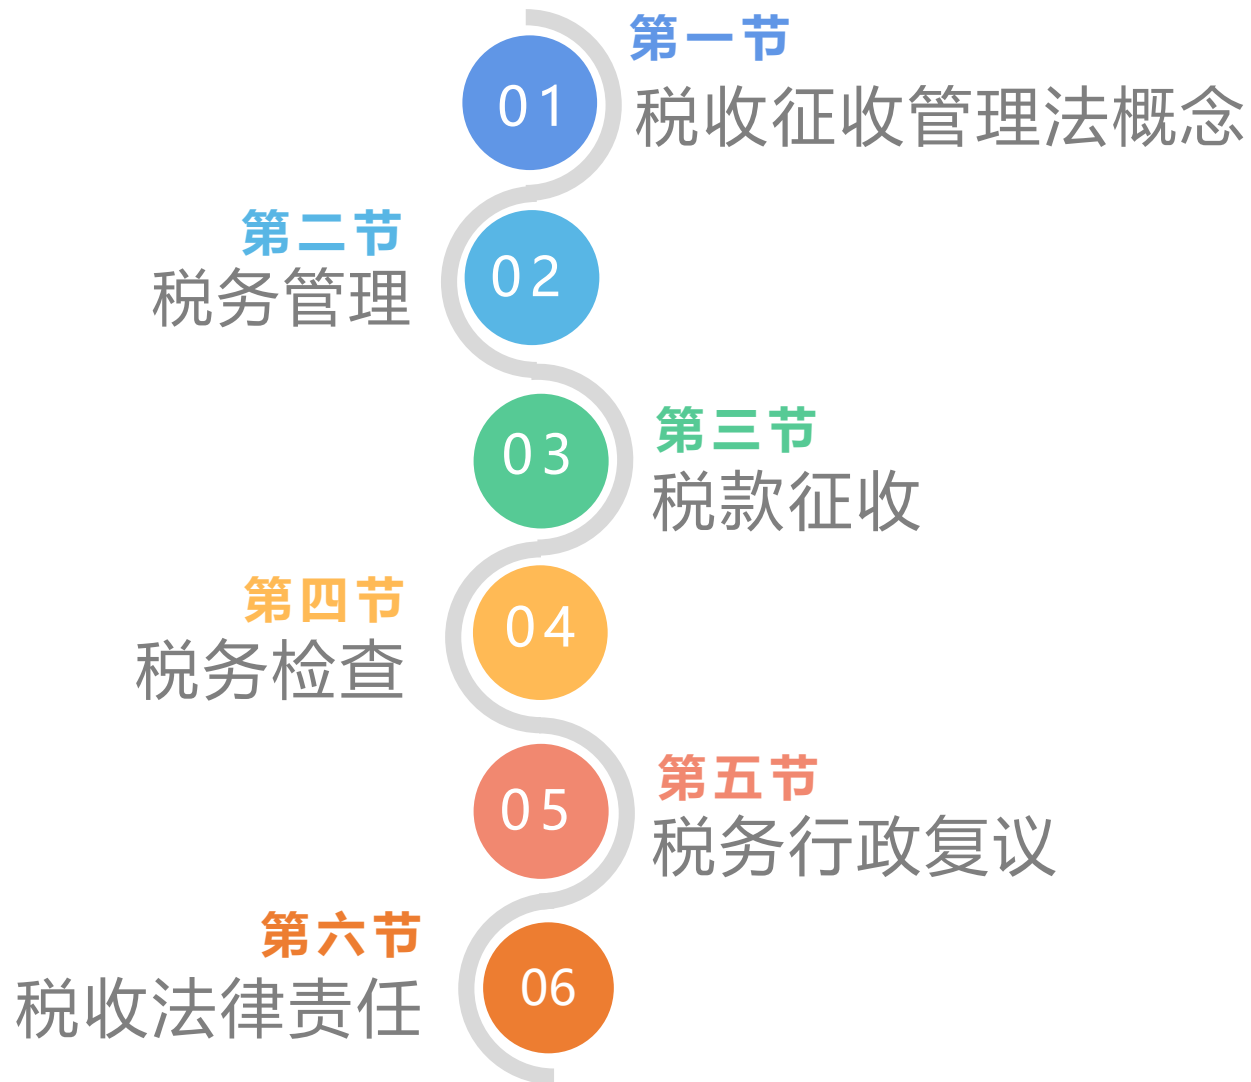 第一节
01
税收征收管理法概念
第二节
02
税务管理
第三节
03
税款征收
第四节
04
税务检查
第五节
05
税务行政复议
第六节
06
税收法律责任